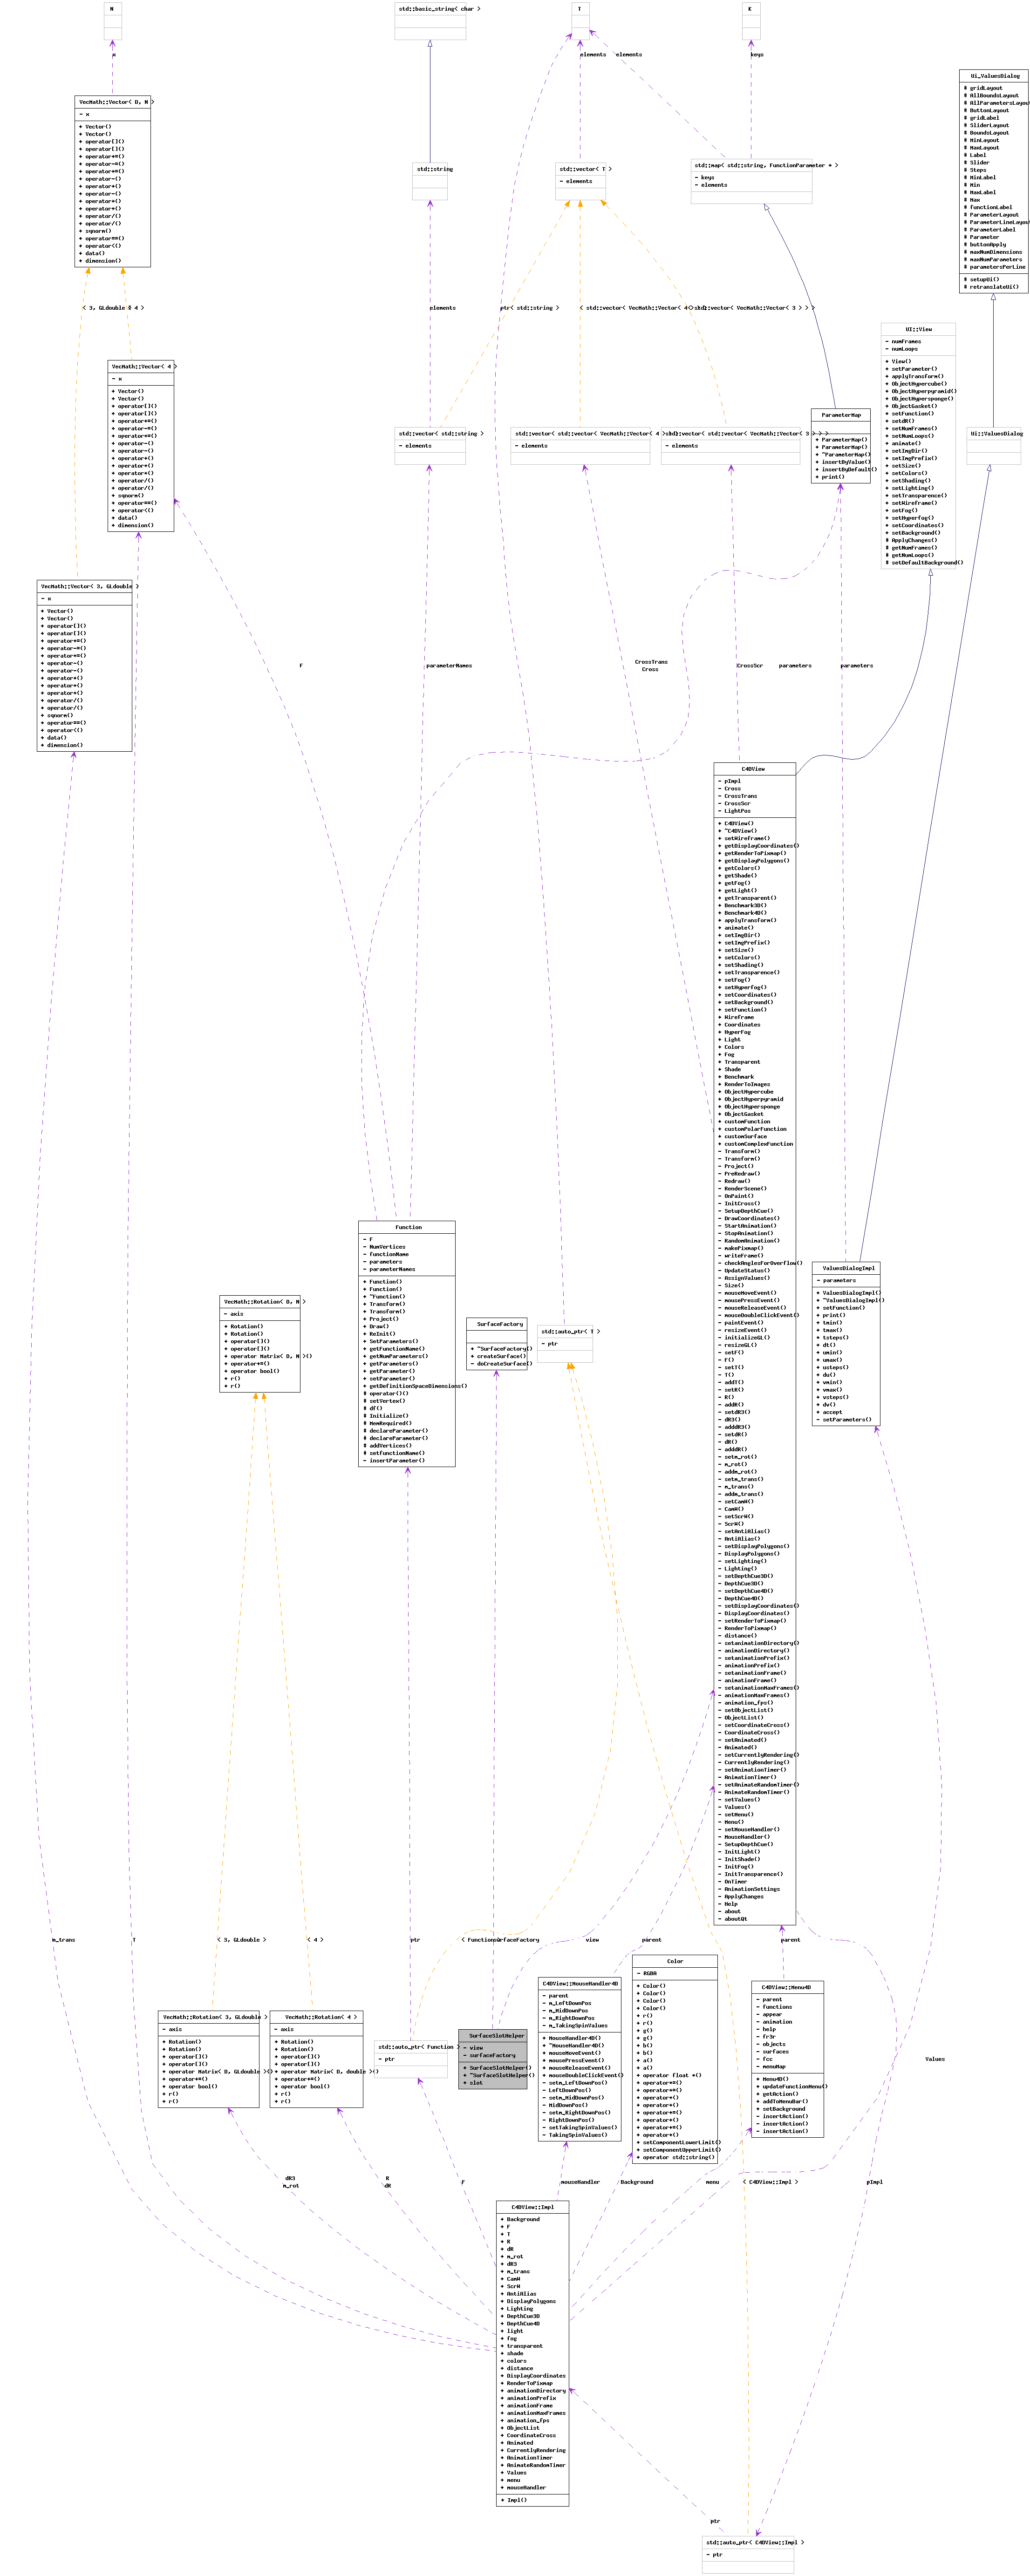 N
std::basic_string< char >
T
K
x
elements
elements
keys
Ui_ValuesDialog
# gridLayout
# AllBoundsLayout
# AllParametersLayout
# ButtonLayout
# gridLabel
# SliderLayout
# BoundsLayout
# MinLayout
# MaxLayout
# Label
# Slider
# Steps
# MinLabel
# Min
# MaxLabel
# Max
# functionLabel
# ParameterLayout
# ParameterLineLayout
# ParameterLabel
# Parameter
# buttonApply
# maxNumDimensions
# maxNumParameters
# parametersPerLine
# setupUi()
# retranslateUi()
VecMath::Vector< D, N >
- x
+ Vector()
+ Vector()
+ operator[]()
+ operator[]()
+ operator+=()
+ operator-=()
+ operator*=()
+ operator-()
+ operator+()
+ operator-()
+ operator*()
+ operator*()
+ operator/()
+ operator/()
+ sqnorm()
+ operator==()
+ operator<()
+ data()
+ dimension()
std::string
std::vector< T >
- elements
std::map< std::string, FunctionParameter * >
- keys
- elements
< 3, GLdouble >
< 4 >
elements
ptr
< std::string >
UI::View
- numFrames
- numLoops
+ View()
+ setParameter()
+ applyTransform()
+ ObjectHypercube()
+ ObjectHyperpyramid()
+ ObjectHypersponge()
+ ObjectGasket()
+ setFunction()
+ setdR()
+ setNumFrames()
+ setNumLoops()
+ animate()
+ setImgDir()
+ setImgPrefix()
+ setSize()
+ setColors()
+ setShading()
+ setLighting()
+ setTransparence()
+ setWireframe()
+ setFog()
+ setHyperfog()
+ setCoordinates()
+ setBackground()
# ApplyChanges()
# getNumFrames()
# getNumLoops()
# setDefaultBackground()
VecMath::Vector< 4 >
- x
+ Vector()
+ Vector()
+ operator[]()
+ operator[]()
+ operator+=()
+ operator-=()
+ operator*=()
+ operator-()
+ operator-()
+ operator+()
+ operator*()
+ operator*()
+ operator/()
+ operator/()
+ sqnorm()
+ operator==()
+ operator<()
+ data()
+ dimension()
std::vector< std::string >
- elements
std::vector< std::vector< VecMath::Vector< 4 > > >
- elements
std::vector< std::vector< VecMath::Vector< 3 > > >
- elements
ParameterMap
+ ParameterMap()
+ ParameterMap()
+ ~ParameterMap()
+ insertByValue()
+ insertByDefault()
+ print()
Ui::ValuesDialog
VecMath::Vector< 3, GLdouble >
- x
+ Vector()
+ Vector()
+ operator[]()
+ operator[]()
+ operator+=()
+ operator-=()
+ operator*=()
+ operator-()
+ operator-()
+ operator*()
+ operator+()
+ operator*()
+ operator/()
+ operator/()
+ sqnorm()
+ operator==()
+ operator<()
+ data()
+ dimension()
F
parameterNames
CrossTrans
Cross
CrossScr
parameters
parameters
C4DView
- pImpl
- Cross
- CrossTrans
- CrossScr
- LightPos
+ C4DView()
+ ~C4DView()
+ setWireframe()
+ getDisplayCoordinates()
+ getRenderToPixmap()
+ getDisplayPolygons()
+ getColors()
+ getShade()
+ getFog()
+ getLight()
+ getTransparent()
+ Benchmark3D()
+ Benchmark4D()
+ applyTransform()
+ animate()
+ setImgDir()
+ setImgPrefix()
+ setSize()
+ setColors()
+ setShading()
+ setTransparence()
+ setFog()
+ setHyperfog()
+ setCoordinates()
+ setBackground()
+ setFunction()
+ Wireframe
+ Coordinates
+ HyperFog
+ Light
+ Colors
+ Fog
+ Transparent
+ Shade
+ Benchmark
+ RenderToImages
+ ObjectHypercube
+ ObjectHyperpyramid
+ ObjectHypersponge
+ ObjectGasket
+ customFunction
+ customPolarFunction
+ customSurface
+ customComplexFunction
- Transform()
- Transform()
- Project()
- PreRedraw()
- Redraw()
- RenderScene()
- OnPaint()
- InitCross()
- SetupDepthCue()
- DrawCoordinates()
- StartAnimation()
- StopAnimation()
- RandomAnimation()
- makePixmap()
- writeFrame()
- checkAnglesForOverflow()
- UpdateStatus()
- AssignValues()
- Size()
- mouseMoveEvent()
- mousePressEvent()
- mouseReleaseEvent()
- mouseDoubleClickEvent()
- paintEvent()
- resizeEvent()
- initializeGL()
- resizeGL()
- setF()
- F()
- setT()
- T()
- addT()
- setR()
- R()
- addR()
- setdR3()
- dR3()
- adddR3()
- setdR()
- dR()
- adddR()
- setm_rot()
- m_rot()
- addm_rot()
- setm_trans()
- m_trans()
- addm_trans()
- setCamW()
- CamW()
- setScrW()
- ScrW()
- setAntiAlias()
- AntiAlias()
- setDisplayPolygons()
- DisplayPolygons()
- setLighting()
- Lighting()
- setDepthCue3D()
- DepthCue3D()
- setDepthCue4D()
- DepthCue4D()
- setDisplayCoordinates()
- DisplayCoordinates()
- setRenderToPixmap()
- RenderToPixmap()
- distance()
- setanimationDirectory()
- animationDirectory()
- setanimationPrefix()
- animationPrefix()
- setanimationFrame()
- animationFrame()
- setanimationMaxFrames()
- animationMaxFrames()
- animation_fps()
- setObjectList()
- ObjectList()
- setCoordinateCross()
- CoordinateCross()
- setAnimated()
- Animated()
- setCurrentlyRendering()
- CurrentlyRendering()
- setAnimationTimer()
- AnimationTimer()
- setAnimateRandomTimer()
- AnimateRandomTimer()
- setValues()
- Values()
- setMenu()
- Menu()
- setMouseHandler()
- MouseHandler()
- SetupDepthCue()
- InitLight()
- InitShade()
- InitFog()
- InitTransparence()
- OnTimer
- AnimationSettings
- ApplyChanges
- Help
- about
- aboutQt
Function
- F
- NumVertices
- functionName
- parameters
- parameterNames
+ Function()
+ Function()
+ ~Function()
+ Transform()
+ Transform()
+ Project()
+ Draw()
+ ReInit()
+ SetParameters()
+ getFunctionName()
+ getNumParameters()
+ getParameters()
+ getParameter()
+ setParameter()
+ getDefinitionSpaceDimensions()
# operator()()
# setVertex()
# df()
# Initialize()
# MemRequired()
# declareParameter()
# declareParameter()
# addVertices()
# setfunctionName()
- insertParameter()
ValuesDialogImpl
- parameters
+ ValuesDialogImpl()
+ ~ValuesDialogImpl()
+ setFunction()
+ print()
+ tmin()
+ tmax()
+ tsteps()
+ dt()
+ umin()
+ umax()
+ usteps()
+ du()
+ vmin()
+ vmax()
+ vsteps()
+ dv()
+ accept
- setParameters()
VecMath::Rotation< D, N >
- axis
+ Rotation()
+ Rotation()
+ operator[]()
+ operator[]()
+ operator Matrix< D, N >()
+ operator+=()
+ operator bool()
+ r()
+ r()
SurfaceFactory
+ ~SurfaceFactory()
+ createSurface()
- doCreateSurface()
std::auto_ptr< T >
- ptr
m_trans
T
< 3, GLdouble >
< 4 >
ptr
view
parent
parent
VecMath::Rotation< 3, GLdouble >
- axis
+ Rotation()
+ Rotation()
+ operator[]()
+ operator[]()
+ operator Matrix< D, GLdouble >()
+ operator+=()
+ operator bool()
+ r()
+ r()
VecMath::Rotation< 4 >
- axis
+ Rotation()
+ Rotation()
+ operator[]()
+ operator[]()
+ operator Matrix< D, double >()
+ operator+=()
+ operator bool()
+ r()
+ r()
std::auto_ptr< Function >
- ptr
SurfaceSlotHelper
- view
- surfaceFactory
+ SurfaceSlotHelper()
+ ~SurfaceSlotHelper()
+ slot
C4DView::MouseHandler4D
- parent
- m_LeftDownPos
- m_MidDownPos
- m_RightDownPos
- m_TakingSpinValues
+ MouseHandler4D()
+ ~MouseHandler4D()
+ mouseMoveEvent()
+ mousePressEvent()
+ mouseReleaseEvent()
+ mouseDoubleClickEvent()
- setm_LeftDownPos()
- LeftDownPos()
- setm_MidDownPos()
- MidDownPos()
- setm_RightDownPos()
- RightDownPos()
- setTakingSpinValues()
- TakingSpinValues()
Color
- RGBA
+ Color()
+ Color()
+ Color()
+ Color()
+ r()
+ r()
+ g()
+ g()
+ b()
+ b()
+ a()
+ a()
+ operator float *()
+ setComponentLowerLimit()
+ setComponentUpperLimit()
+ operator std::string()
C4DView::Menu4D
- parent
- functions
- appear
- animation
- help
- fr3r
- objects
- surfaces
- fcc
- menuMap
+ Menu4D()
+ updateFunctionMenu()
+ getAction()
+ addToMenuBar()
+ setBackground
- insertAction()
- insertAction()
- insertAction()
Values
dR3
m_rot
R
dR
F
mouseHandler
Background
menu
< C4DView::Impl >
pImpl
C4DView::Impl
+ Background
+ F
+ T
+ R
+ dR
+ m_rot
+ dR3
+ m_trans
+ CamW
+ ScrW
+ AntiAlias
+ DisplayPolygons
+ Lighting
+ DepthCue3D
+ DepthCue4D
+ light
+ fog
+ transparent
+ shade
+ colors
+ distance
+ DisplayCoordinates
+ RenderToPixmap
+ animationDirectory
+ animationPrefix
+ animationFrame
+ animationMaxFrames
+ animation_fps
+ ObjectList
+ CoordinateCross
+ Animated
+ CurrentlyRendering
+ AnimationTimer
+ AnimateRandomTimer
+ Values
+ menu
+ mouseHandler
+ Impl()
ptr
std::auto_ptr< C4DView::Impl >
- ptr